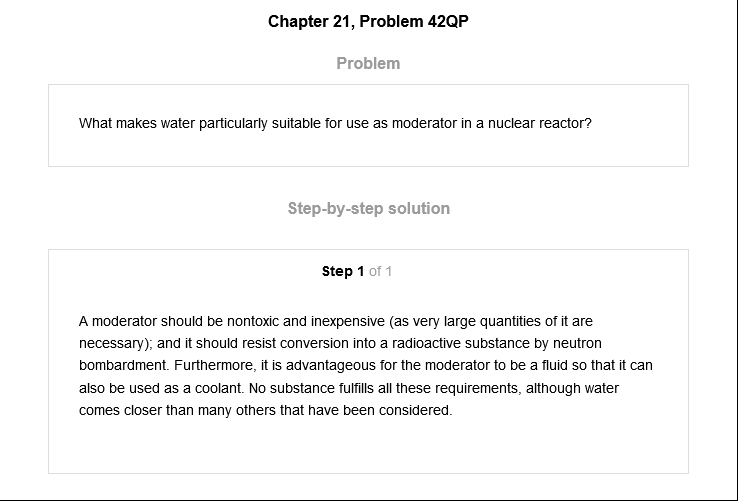 Chapter 21, Problem 42QP
Problem
What makes water particularly suitable for use as moderator in a nuclear reactor?
Step-by-step solution
Step 1 of 1
A moderator should be nontoxic and inexpensive (as very large quantities of it are
necessary); and it should resist conversion into a radioactive substance by neutron
bombardment. Furthermore, it is advantageous for the moderator to be a fluid so that it can
also be used as a coolant. No substance fulfills all these requirements, although water
comes closer than many others that have been considered.